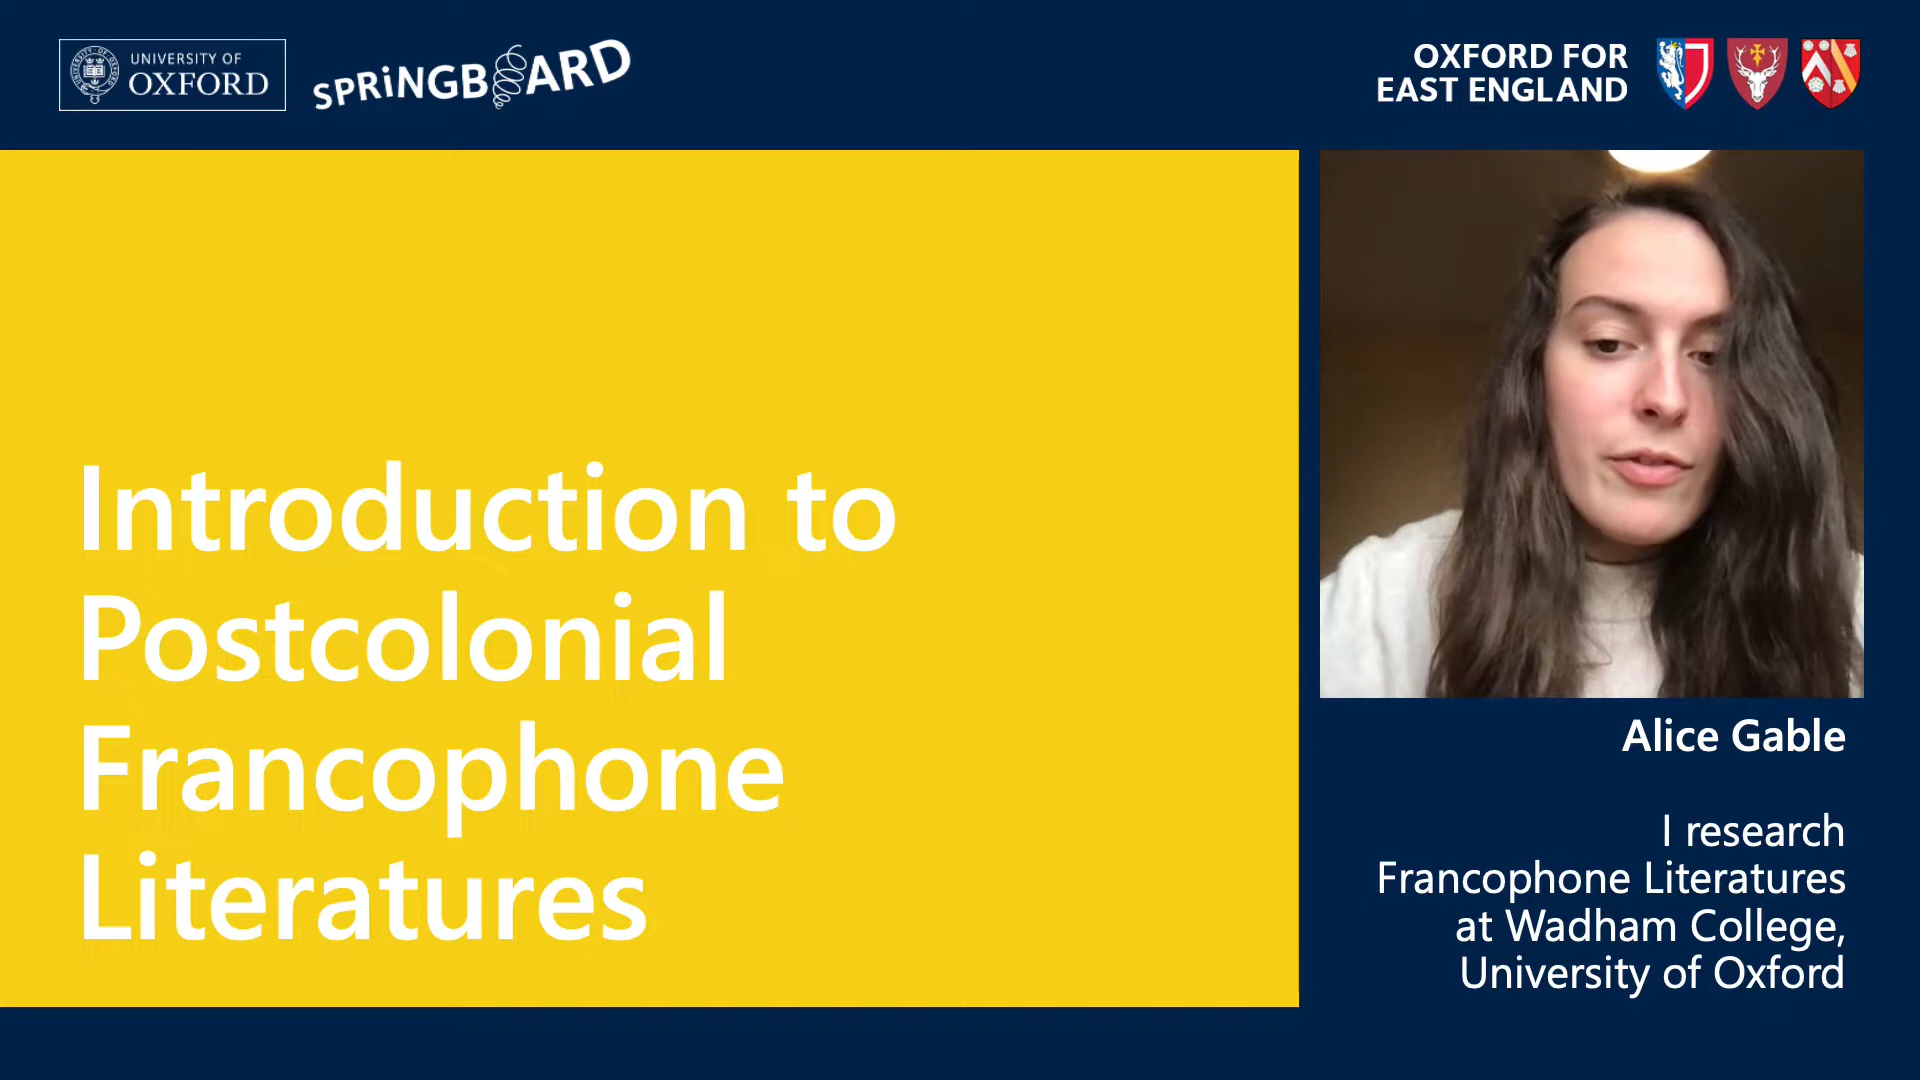 UNIVERSITY OF
OXFORD
SPRiNGBOARD
OXFORD FOR
EAST ENGLAND
Introduction to
Postcolonial
Francophone
Literatures
Alice Gable
I research
Francophone Literatures
at Wadham College,
University of Oxford